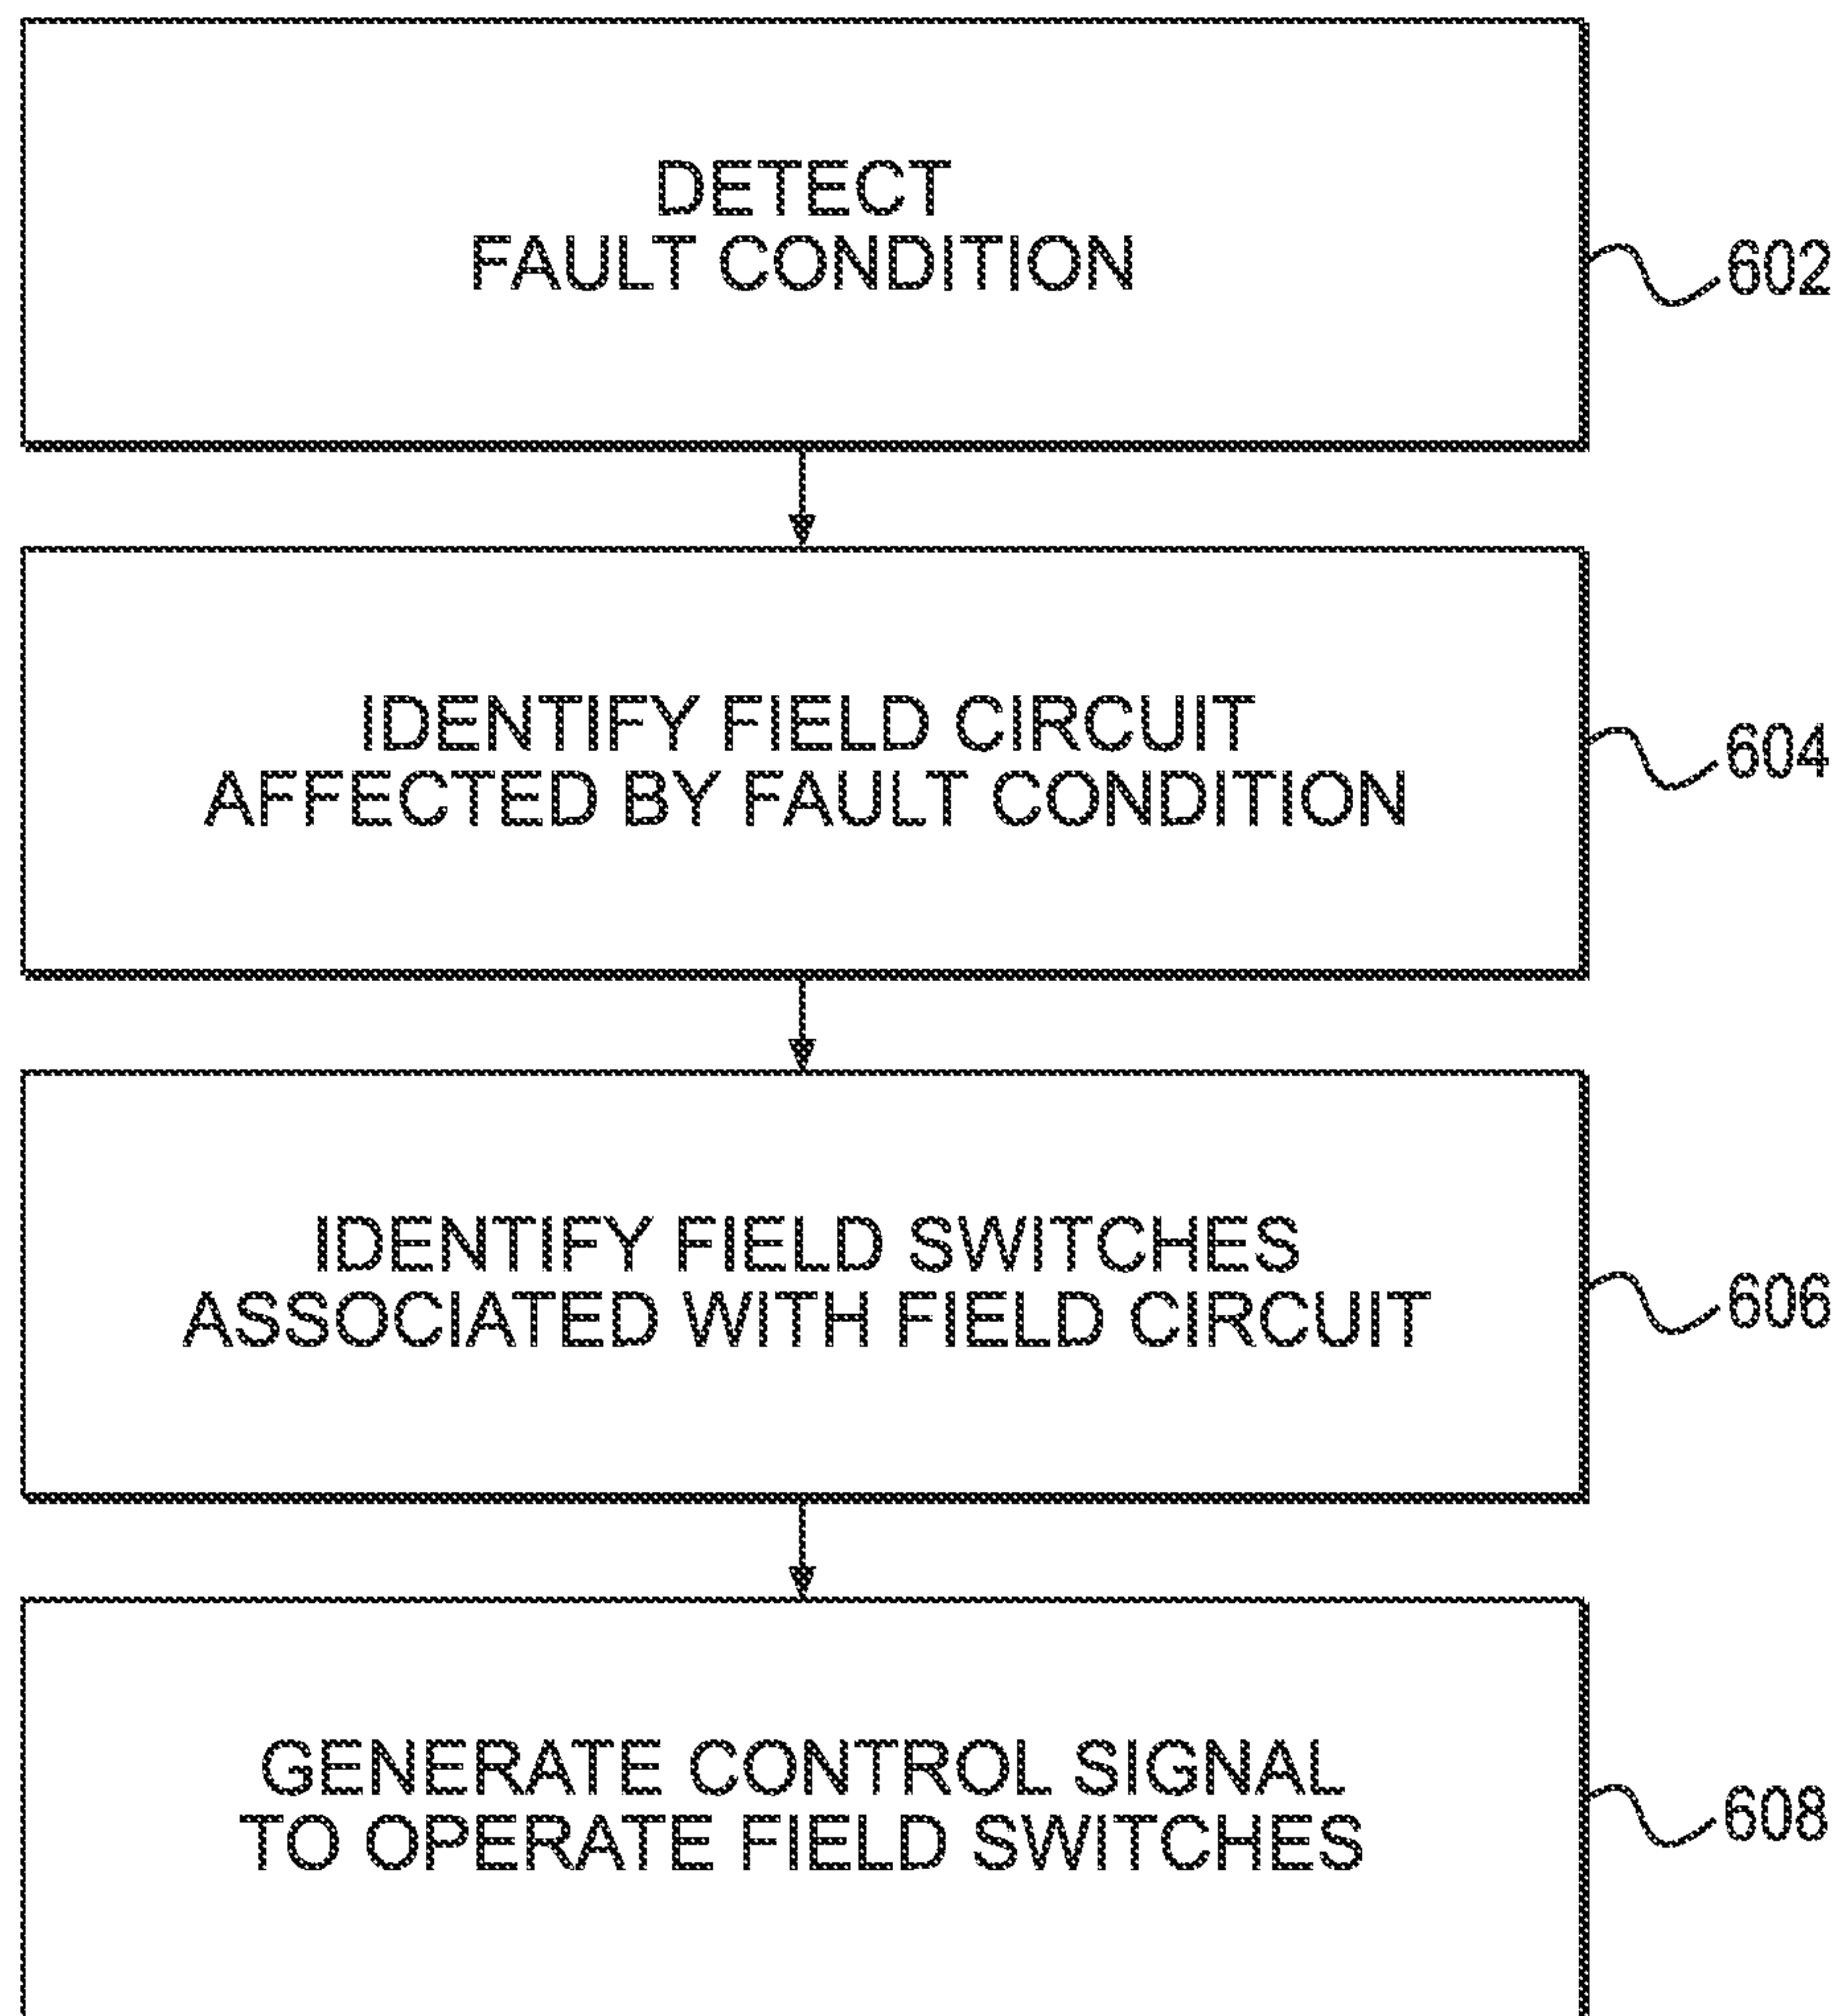 DETECT
FAULT CONDITION
602
IDENTIFY FIELD CIRCUIT
AFFECTED BY FAULT CONDITION
604
IDENTIFY FIELD SWITCHES
ASSOCIATED WITH FIELD CIRCUIT
606
GENERATE CONTROL SIGNAL
TO OPERATE FIELD SWITCHES
608